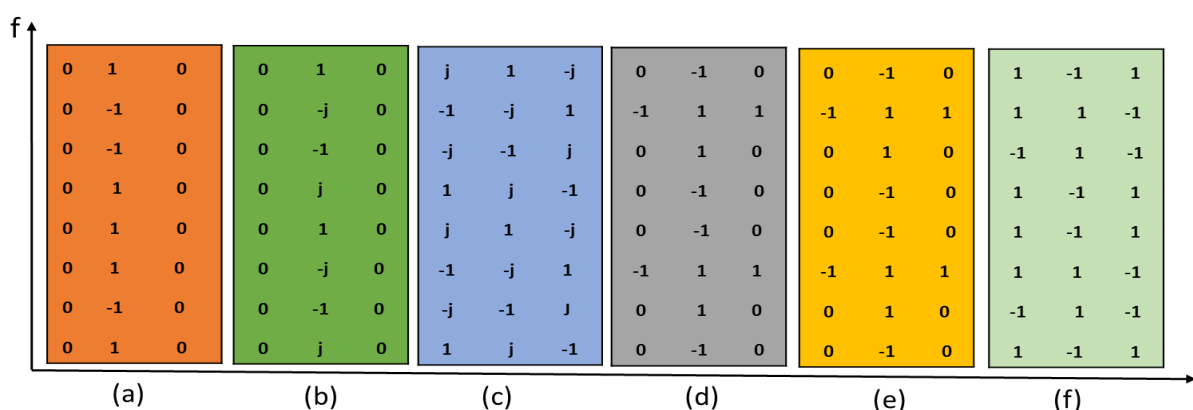 f
0 1 0 0 1 0 j 1 -j 0 -1 0 0 -1 0 1 -1 1
0 -1 0 0 -j 0 -1 -j 1 -1 1 1 -1 1 1 1 1 -1
0 -1 0 0 -1 0 -j -1 j 0 1 0 0 1 0 -1 1 -1
0 1 0 0 j 0 1 j -1 0 -1 0 0 -1 0 1 -1 1
0 1 0 0 1 0 j 1 -j 0 -1 0 0 -1 0 1 -1 1
0 1 0 0 -j 0 -1 -j 1 -1 1 1 -1 1 1 1 1 -1
0 -1 0 0 -1 0 -j -1 J 0 1 0 0 1 0 -1 1 -1
0 1 0 0 j 0 1 j -1 0 -1 0 0 -1 0 1 -1 1
(a) (b) (c) (d) (e) (f)